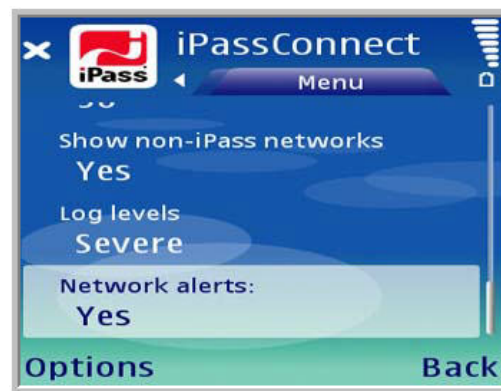 iPassConnect
iPass
Menu
Show non-iPass networks
Yes
Log levels
Severe
Network alerts:
Yes
Options Back